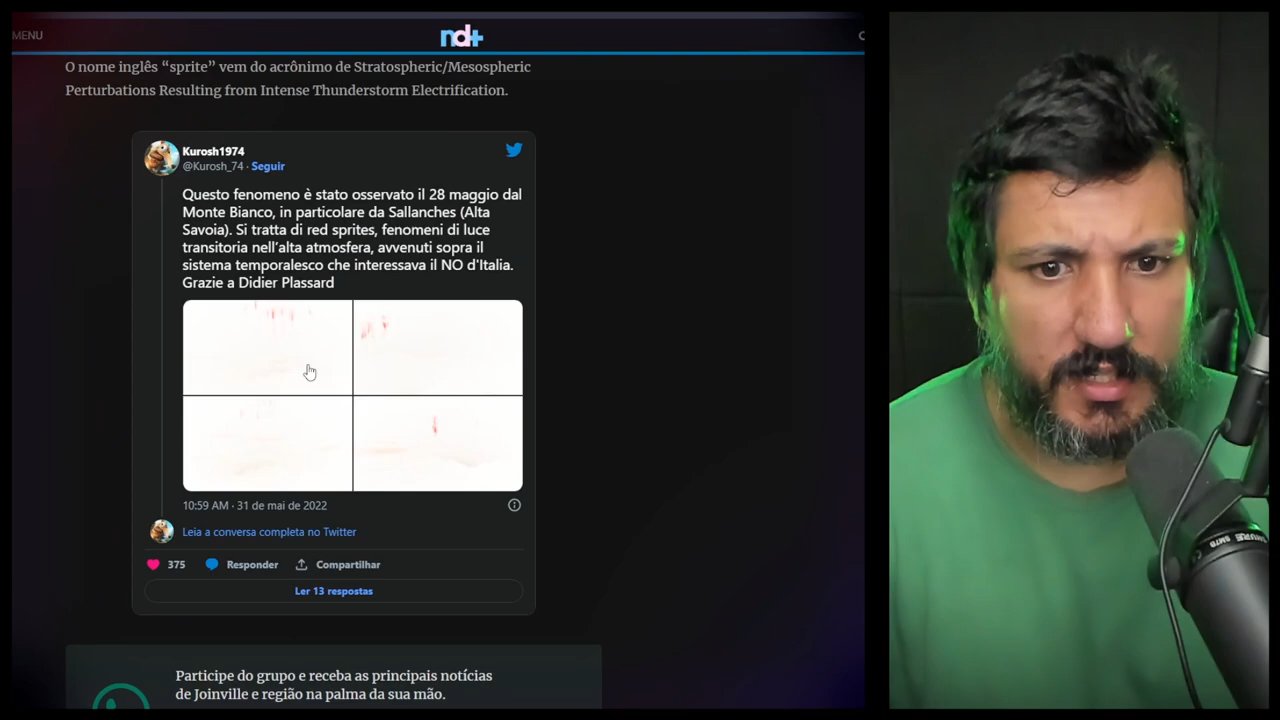 MENU
nd+
O nome inglês “sprite” vem do acrônimo de Stratospheric/Mesospheric
Perturbations Resulting from Intense Thunderstorm Electrification.
Kurosh1974
@Kurosh_74 · Seguir
Questo fenomeno è stato osservato il 28 maggio dal
Monte Bianco, in particolare da Sallanches (Alta
Savoia). Si tratta di red sprites, fenomeni di luce
transitoria nell’alta atmosfera, avvenuti sopra il
sistema temporalesco che interessava il NO d'Italia.
Grazie a Didier Plassard
10:59 AM · 31 de mai de 2022
Leia a conversa completa no Twitter
375 Responder Compartilhar
Ler 13 respostas
Participe do grupo e receba as principais notícias
de Joinville e região na palma da sua mão.
SHURE SM7B